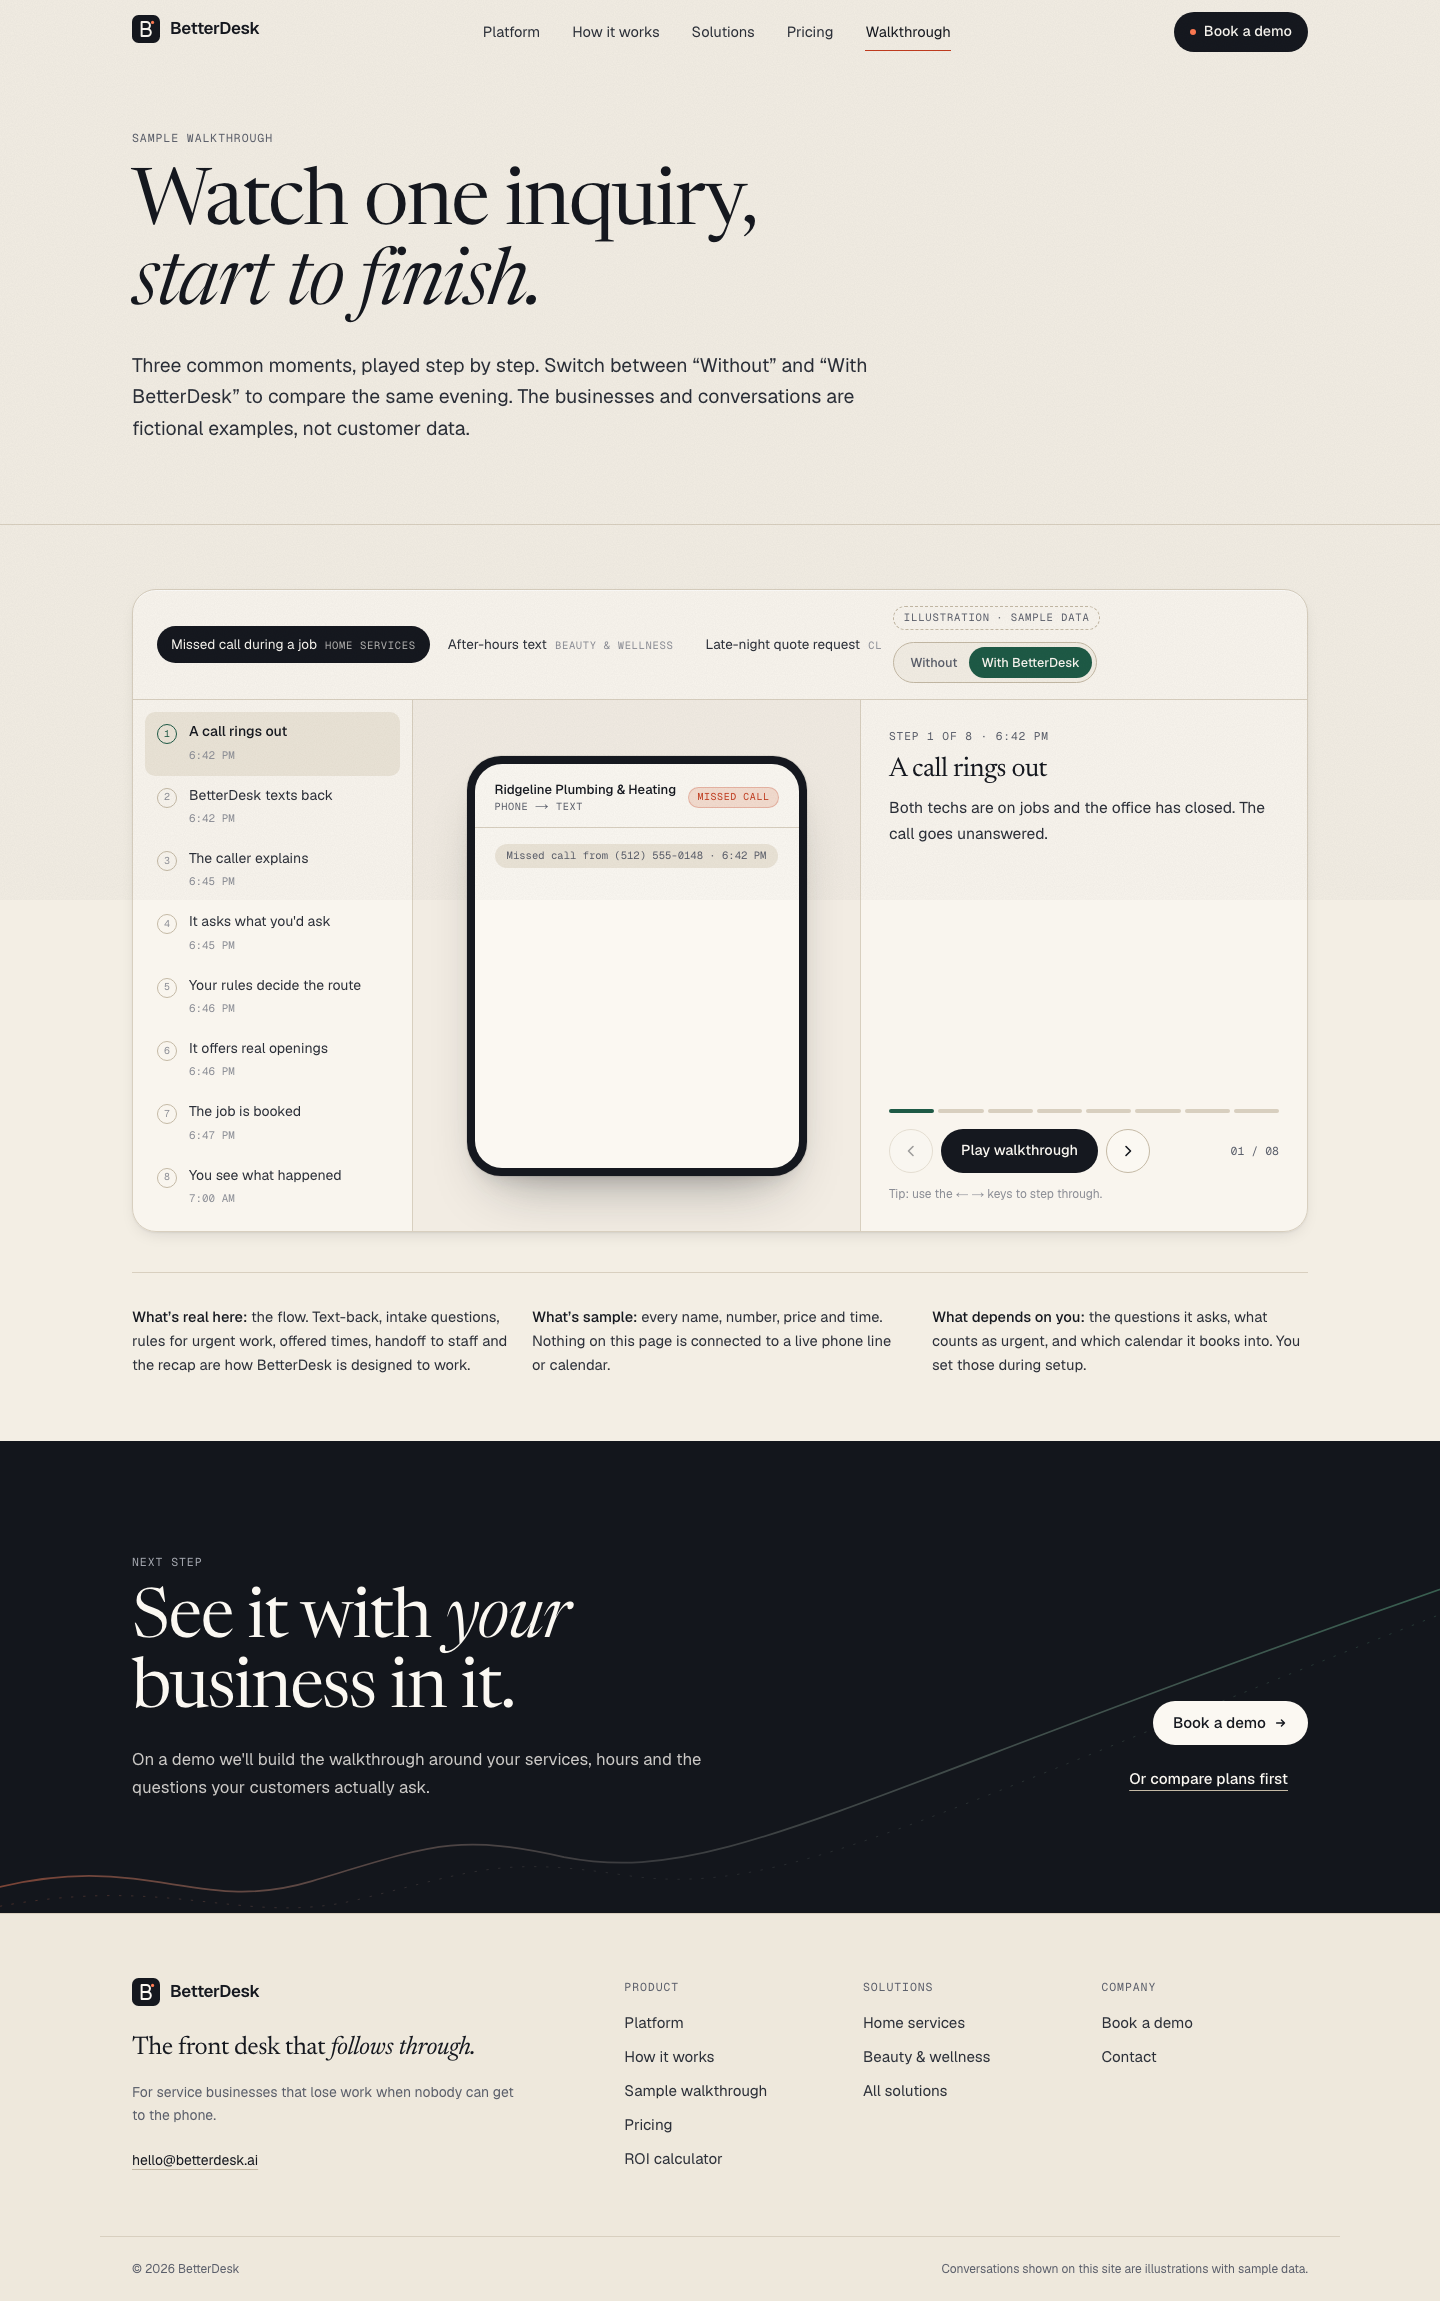 BetterDesk
Platform
How it works
Solutions
Pricing
Walkthrough
Book a demo
SAMPLE WALKTHROUGH
Watch one inquiry,
start to finish.
Three common moments, played step by step. Switch between “Without” and “With
BetterDesk” to compare the same evening. The businesses and conversations are
fictional examples, not customer data.
Missed call during a job HOME SERVICES
After-hours text BEAUTY & WELLNESS
Late-night quote request CL
ILLUSTRATION · SAMPLE DATA
Without
With BetterDesk
1 A call rings out
6:42 PM
2 BetterDesk texts back
6:42 PM
3 The caller explains
6:45 PM
4 It asks what you'd ask
6:45 PM
5 Your rules decide the route
6:46 PM
6 It offers real openings
6:46 PM
7 The job is booked
6:47 PM
8 You see what happened
7:00 AM
Ridgeline Plumbing & Heating
PHONE → TEXT
MISSED CALL
Missed call from (512) 555-0148 · 6:42 PM
STEP 1 OF 8 · 6:42 PM
A call rings out
Both techs are on jobs and the office has closed. The
call goes unanswered.
Play walkthrough
01 / 08
Tip: use the ← → keys to step through.
What’s real here: the flow. Text-back, intake questions,
rules for urgent work, offered times, handoff to staff and
the recap are how BetterDesk is designed to work.
What’s sample: every name, number, price and time.
Nothing on this page is connected to a live phone line
or calendar.
What depends on you: the questions it asks, what
counts as urgent, and which calendar it books into. You
set those during setup.
NEXT STEP
See it with your
business in it.
On a demo we'll build the walkthrough around your services, hours and the
questions your customers actually ask.
Book a demo →
Or compare plans first
BetterDesk
The front desk that follows through.
For service businesses that lose work when nobody can get
to the phone.
hello@betterdesk.ai
PRODUCT
Platform
How it works
Sample walkthrough
Pricing
ROI calculator
SOLUTIONS
Home services
Beauty & wellness
All solutions
COMPANY
Book a demo
Contact
© 2026 BetterDesk
Conversations shown on this site are illustrations with sample data.